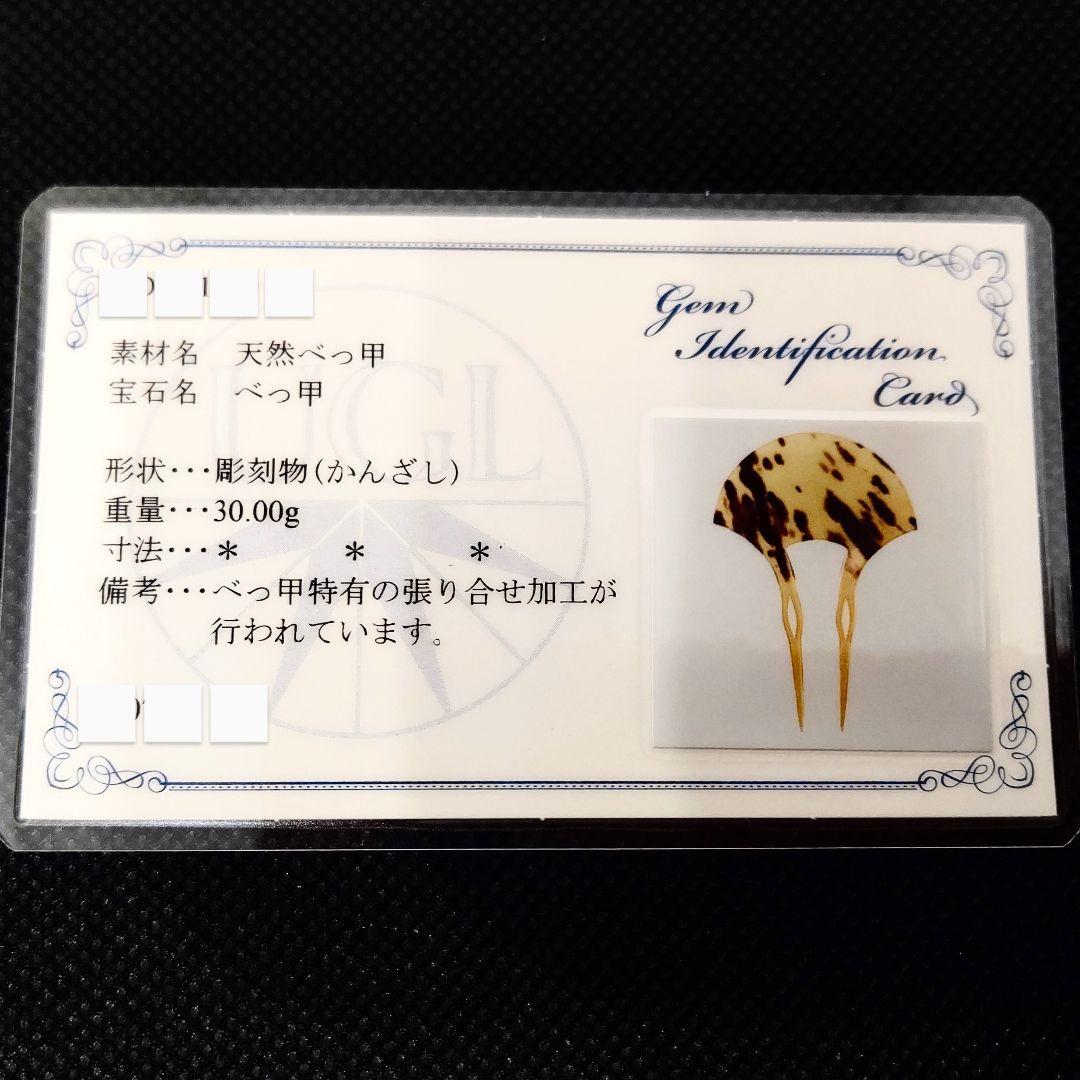 Gem
Identification
Card
素材名 天然べっ甲
宝石名 べっ甲
UGL
形状･･･彫刻物(かんざし)
重量･･･30.00g
寸法･･･＊ ＊ ＊
備考･･･べっ甲特有の張り合せ加工が
行われています。